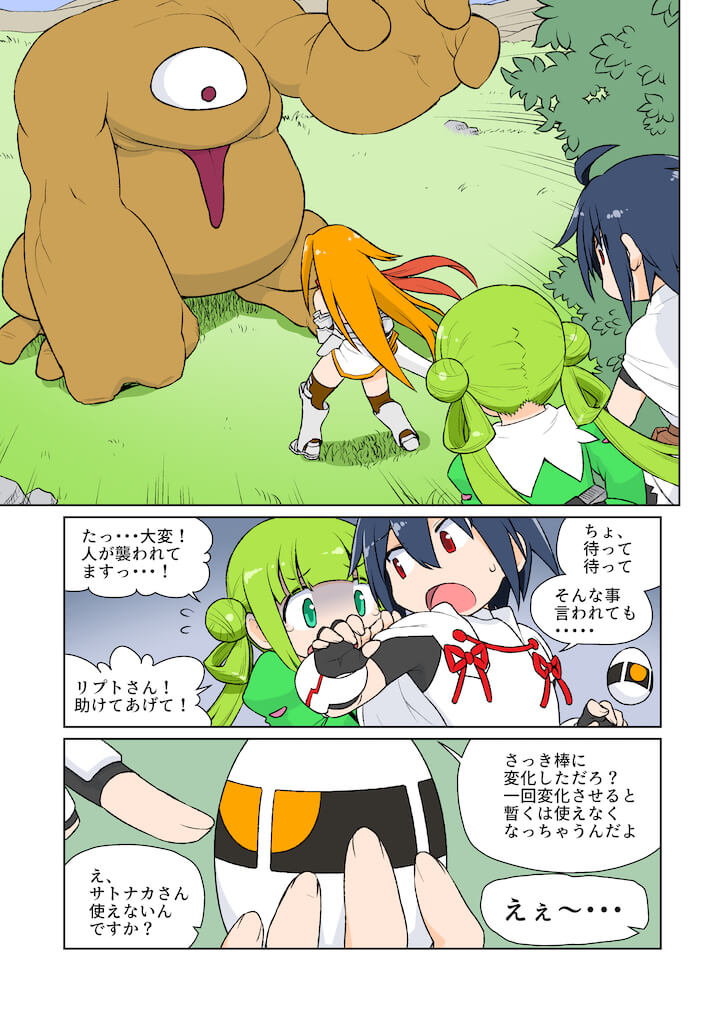 ちょ、
待って
待って
そんな事
言われても
・・・・・
たっ・・・大変！
人が襲われて
ますっ・・・！
リプトさん！
助けてあげて！
さっき棒に
変化しただろ？
一回変化させると
暫くは使えなく
なっちゃうんだよ
えぇ〜・・・
え、
サトナカさん
使えないん
ですか？